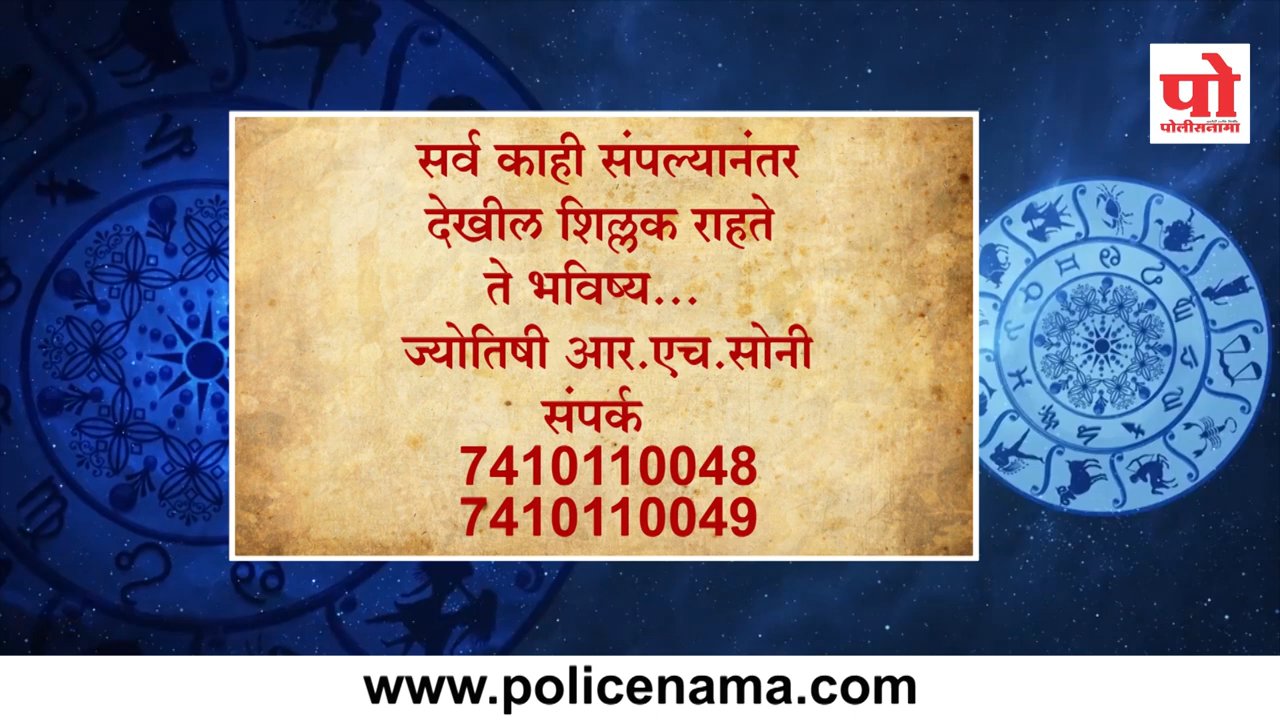 पो
पोलीसनामा
सर्व काही संपल्यानंतर
देखील शिल्लक राहते
ते भविष्य...
ज्योतिषी आर.एच.सोनी
संपर्क
7410110048
7410110049
www.policenama.com